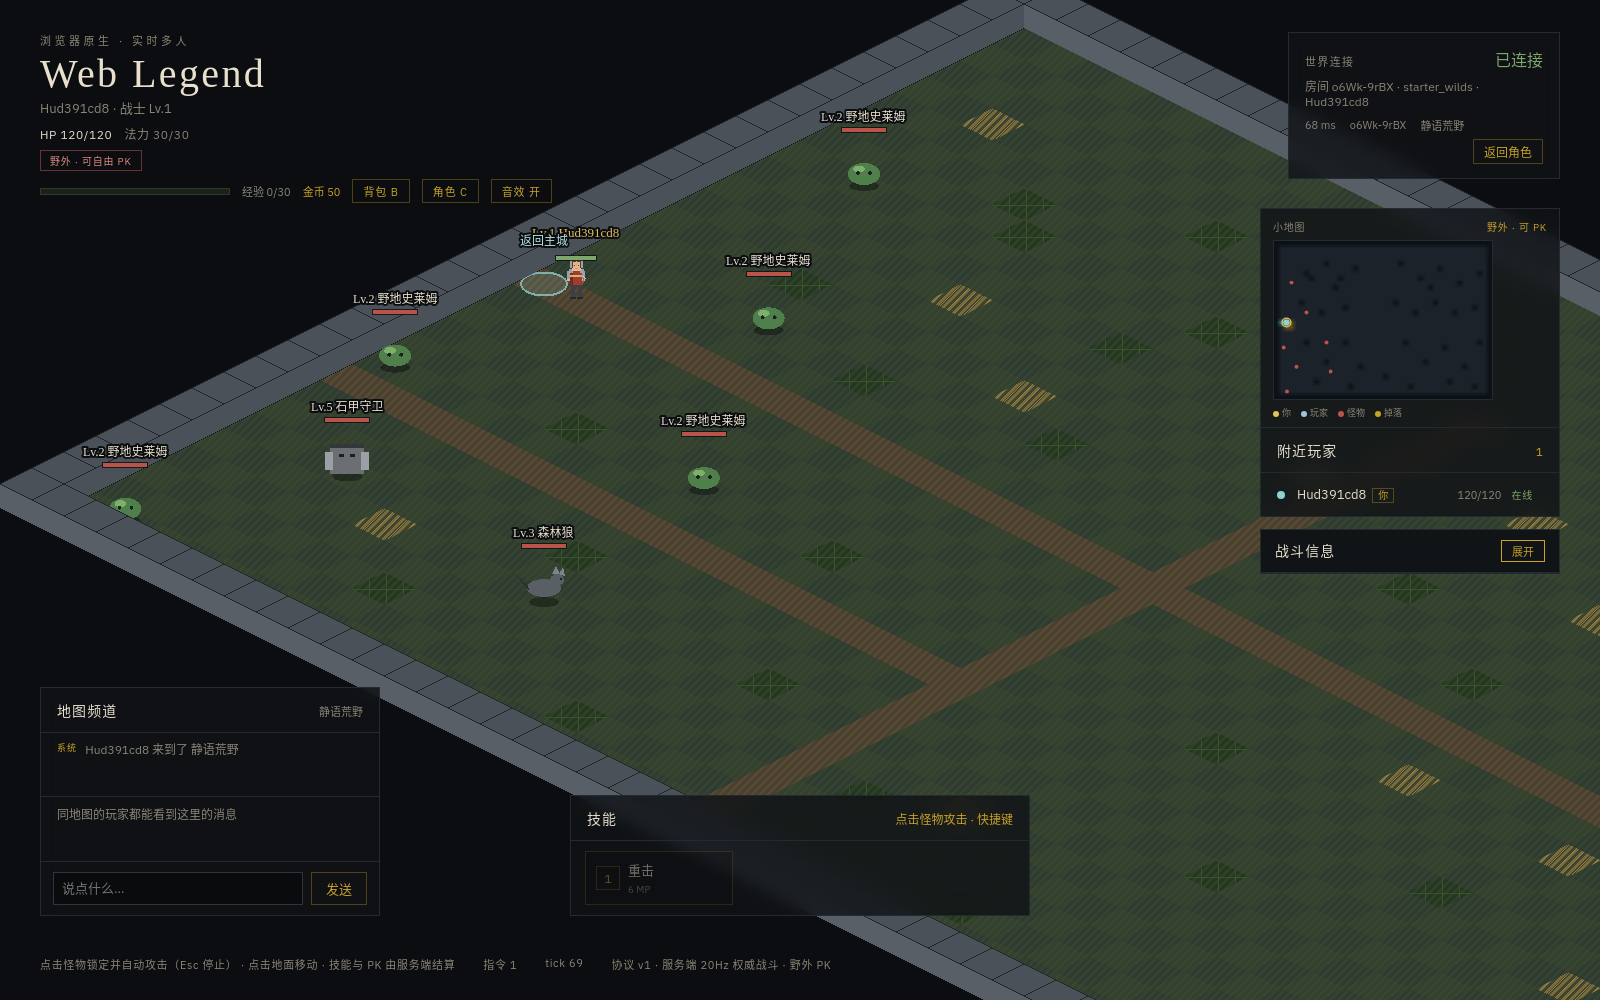 浏览器原生 · 实时多人
Web Legend
Hud391cd8 · 战士 Lv.1
HP 120/120 法力 30/30
野外 · 可自由 PK
经验 0/30 金币 50 背包 B 角色 C 音效 开
世界连接 已连接
房间 o6Wk-9rBX · starter_wilds ·
Hud391cd8
68 ms o6Wk-9rBX 静语荒野
返回角色
Lv.2 野地史莱姆
Lv.1 Hud391cd8
返回主城
Lv.2 野地史莱姆
Lv.2 野地史莱姆
Lv.5 石甲守卫
Lv.2 野地史莱姆
Lv.2 野地史莱姆
Lv.3 森林狼
小地图 野外 · 可 PK
你 玩家 怪物 掉落
附近玩家 1
Hud391cd8 你 120/120 在线
战斗信息 展开
地图频道 静语荒野
系统 Hud391cd8 来到了 静语荒野
同地图的玩家都能看到这里的消息
说点什么... 发送
技能 点击怪物攻击 · 快捷键
1 重击
6 MP
点击怪物锁定并自动攻击（Esc 停止） · 点击地面移动 · 技能与 PK 由服务端结算 指令 1 tick 69 协议 v1 · 服务端 20Hz 权威战斗 · 野外 PK